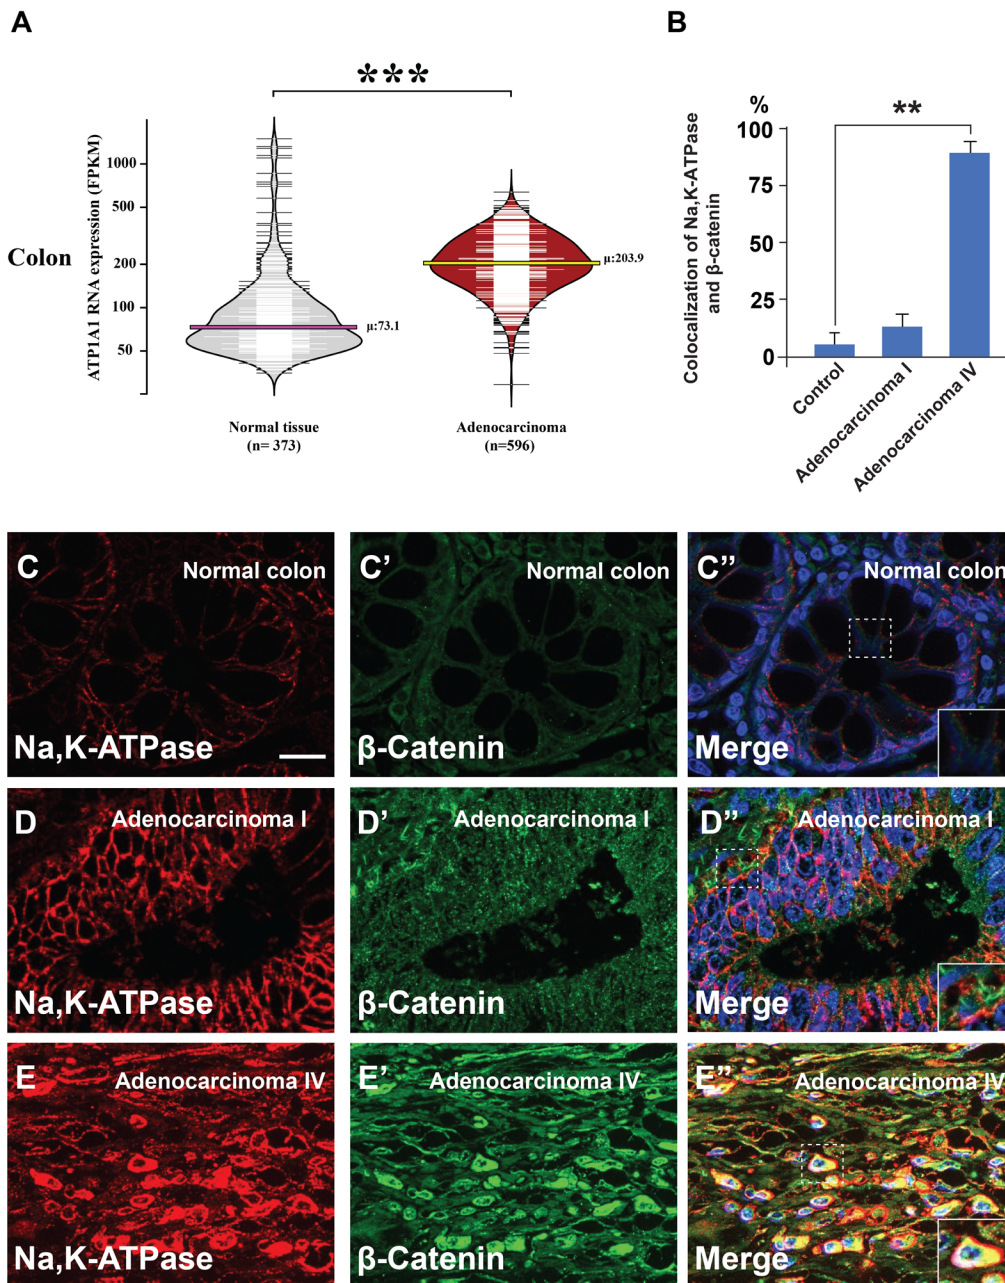 A
***
ATP1A1 RNA expression (FPKM)
1000
500
200
100
50
Colon
μ:73.1
μ:203.9
Normal tissue
(n= 373)
Adenocarcinoma
(n=596)
B
%
**
Colocalization of Na,K-ATPase
and β-catenin
100
75
50
25
0
Control
Adenocarcinoma I
Adenocarcinoma IV
C
Normal colon
Na,K-ATPase
C'
Normal colon
β-Catenin
C''
Normal colon
Merge
D
Adenocarcinoma I
Na,K-ATPase
D'
Adenocarcinoma I
β-Catenin
D''
Adenocarcinoma I
Merge
E
Adenocarcinoma IV
Na,K-ATPase
E'
Adenocarcinoma IV
β-Catenin
E''
Adenocarcinoma IV
Merge